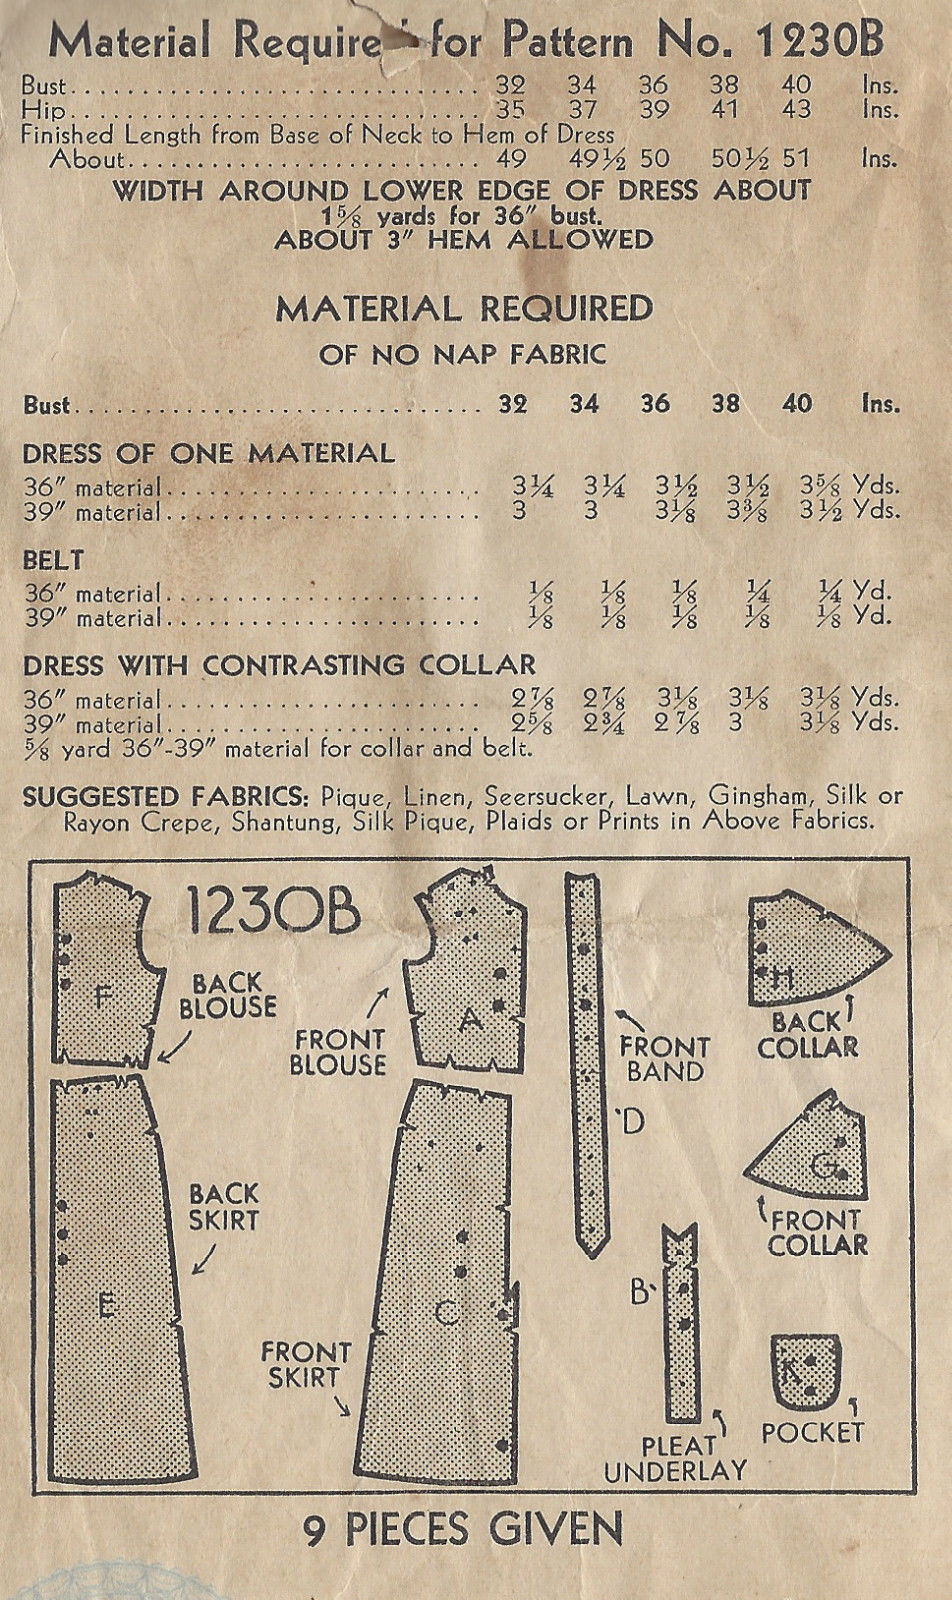 Material Require for Pattern No. 1230B
Bust. . . . . . . . . . . . . . . . . . . . . . . . . . . . . . 32 34 36 38 40 Ins.
Hip. . . . . . . . . . . . . . . . . . . . . . . . . . . . . . . 35 37 39 41 43 Ins.
Finished Length from Base of Neck to Hem of Dress
About. . . . . . . . . . . . . . . . . . . . . . . . . . 49 49½ 50 50½ 51 Ins.
WIDTH AROUND LOWER EDGE OF DRESS ABOUT
1⅝ yards for 36" bust.
ABOUT 3" HEM ALLOWED
MATERIAL REQUIRED
OF NO NAP FABRIC
Bust. . . . . . . . . . . . . . . . . . . . . . . . . . . . . . 32 34 36 38 40 Ins.
DRESS OF ONE MATERIAL
36" material. . . . . . . . . . . . . . . . . . . . . . 3¼ 3¼ 3½ 3½ 3⅝ Yds.
39" material. . . . . . . . . . . . . . . . . . . . . . 3 3 3⅛ 3⅜ 3½ Yds.
BELT
36" material. . . . . . . . . . . . . . . . . . . . . . ⅛ ⅛ ⅛ ¼ ¼ Yd.
39" material. . . . . . . . . . . . . . . . . . . . . . ⅛ ⅛ ⅛ ⅛ ⅛ Yd.
DRESS WITH CONTRASTING COLLAR
36" material. . . . . . . . . . . . . . . . . . . . . . 2⅞ 2⅞ 3⅛ 3⅛ 3⅛ Yds.
39" material. . . . . . . . . . . . . . . . . . . . . . 2⅝ 2¾ 2⅞ 3 3⅛ Yds.
⅝ yard 36"-39" material for collar and belt.
SUGGESTED FABRICS: Pique, Linen, Seersucker, Lawn, Gingham, Silk or
Rayon Crepe, Shantung, Silk Pique, Plaids or Prints in Above Fabrics.
1230B
F
BACK
BLOUSE
A
FRONT
BLOUSE
FRONT
BAND
D
H
BACK
COLLAR
G
FRONT
COLLAR
E
BACK
SKIRT
C
FRONT
SKIRT
B
PLEAT
UNDERLAY
K
POCKET
9 PIECES GIVEN